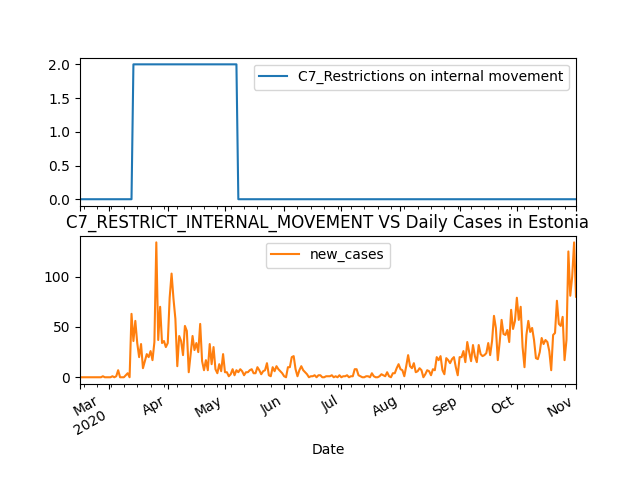 2.0
1.5
1.0
0.5
0.0
C7_Restrictions on internal movement
C7_RESTRICT_INTERNAL_MOVEMENT VS Daily Cases in Estonia
100
50
0
new_cases
Mar
2020
Apr
May
Jun
Jul
Aug
Sep
Oct
Nov
Date